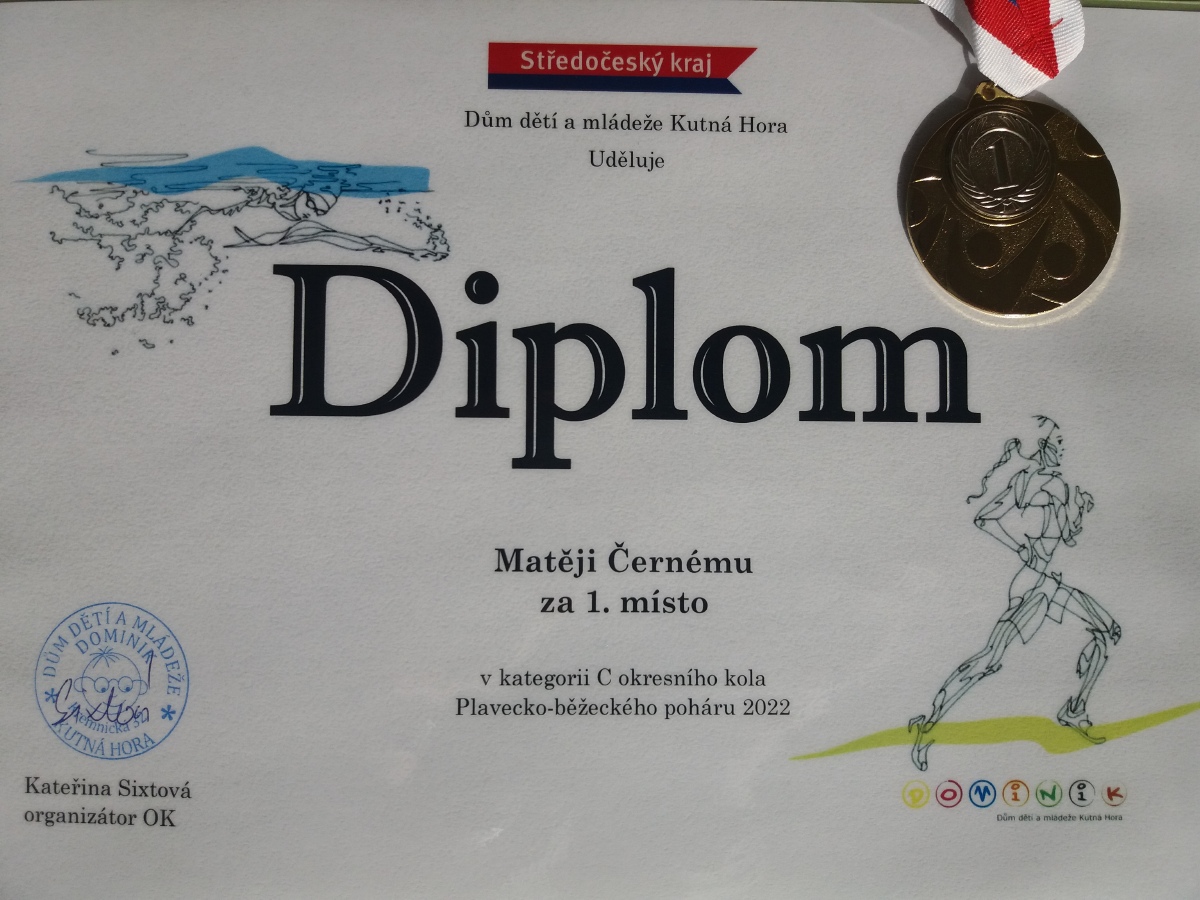 Středočeský kraj
Dům dětí a mládeže Kutná Hora
Uděluje
1
Diplom
Matěji Černému
za 1. místo
v kategorii C okresního kola
Plavecko-běžeckého poháru 2022
* DŮM DĚTÍ A MLÁDEŽE *
DOMINIK
KUTNÁ HORA
Kateřina Sixtová
organizátor OK
DOMiNiK
Dům dětí a mládeže Kutná Hora